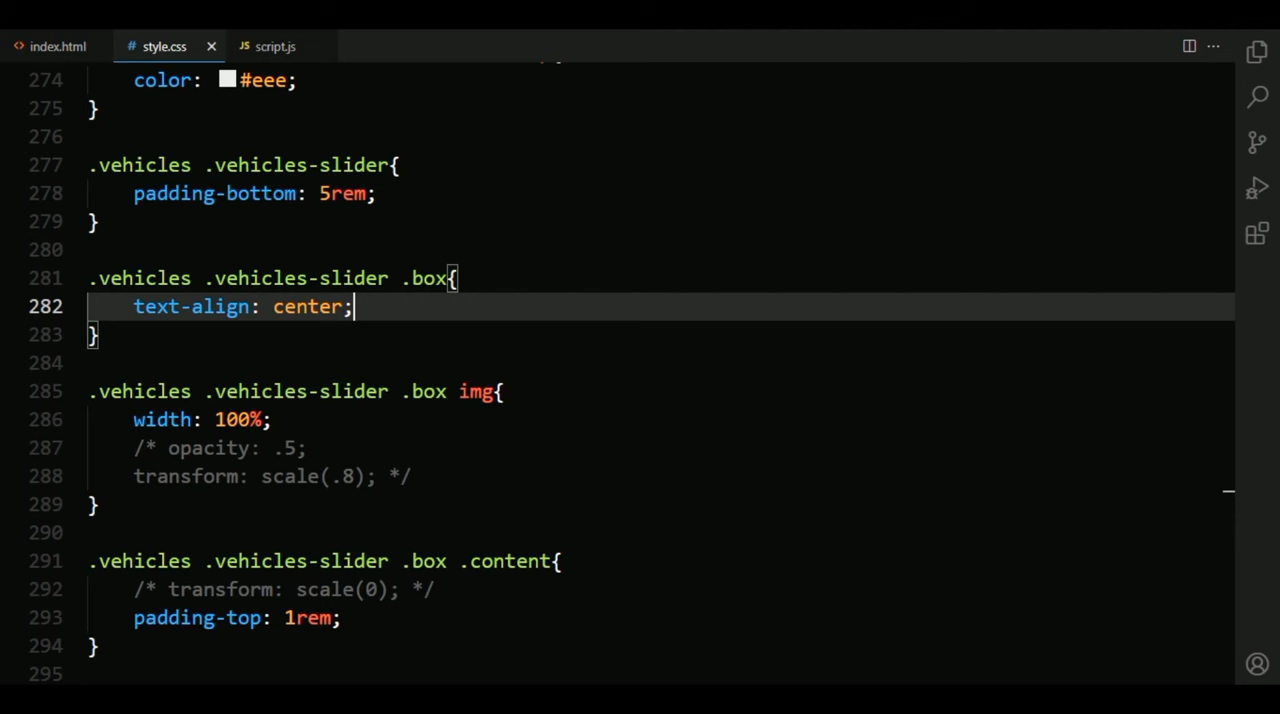 index.html style.css script.js
274 color: #eee;
275 }
276
277 .vehicles .vehicles-slider{
278 padding-bottom: 5rem;
279 }
280
281 .vehicles .vehicles-slider .box{
282 text-align: center;
283 }
284
285 .vehicles .vehicles-slider .box img{
286 width: 100%;
287 /* opacity: .5;
288 transform: scale(.8); */
289 }
290
291 .vehicles .vehicles-slider .box .content{
292 /* transform: scale(0); */
293 padding-top: 1rem;
294 }
295